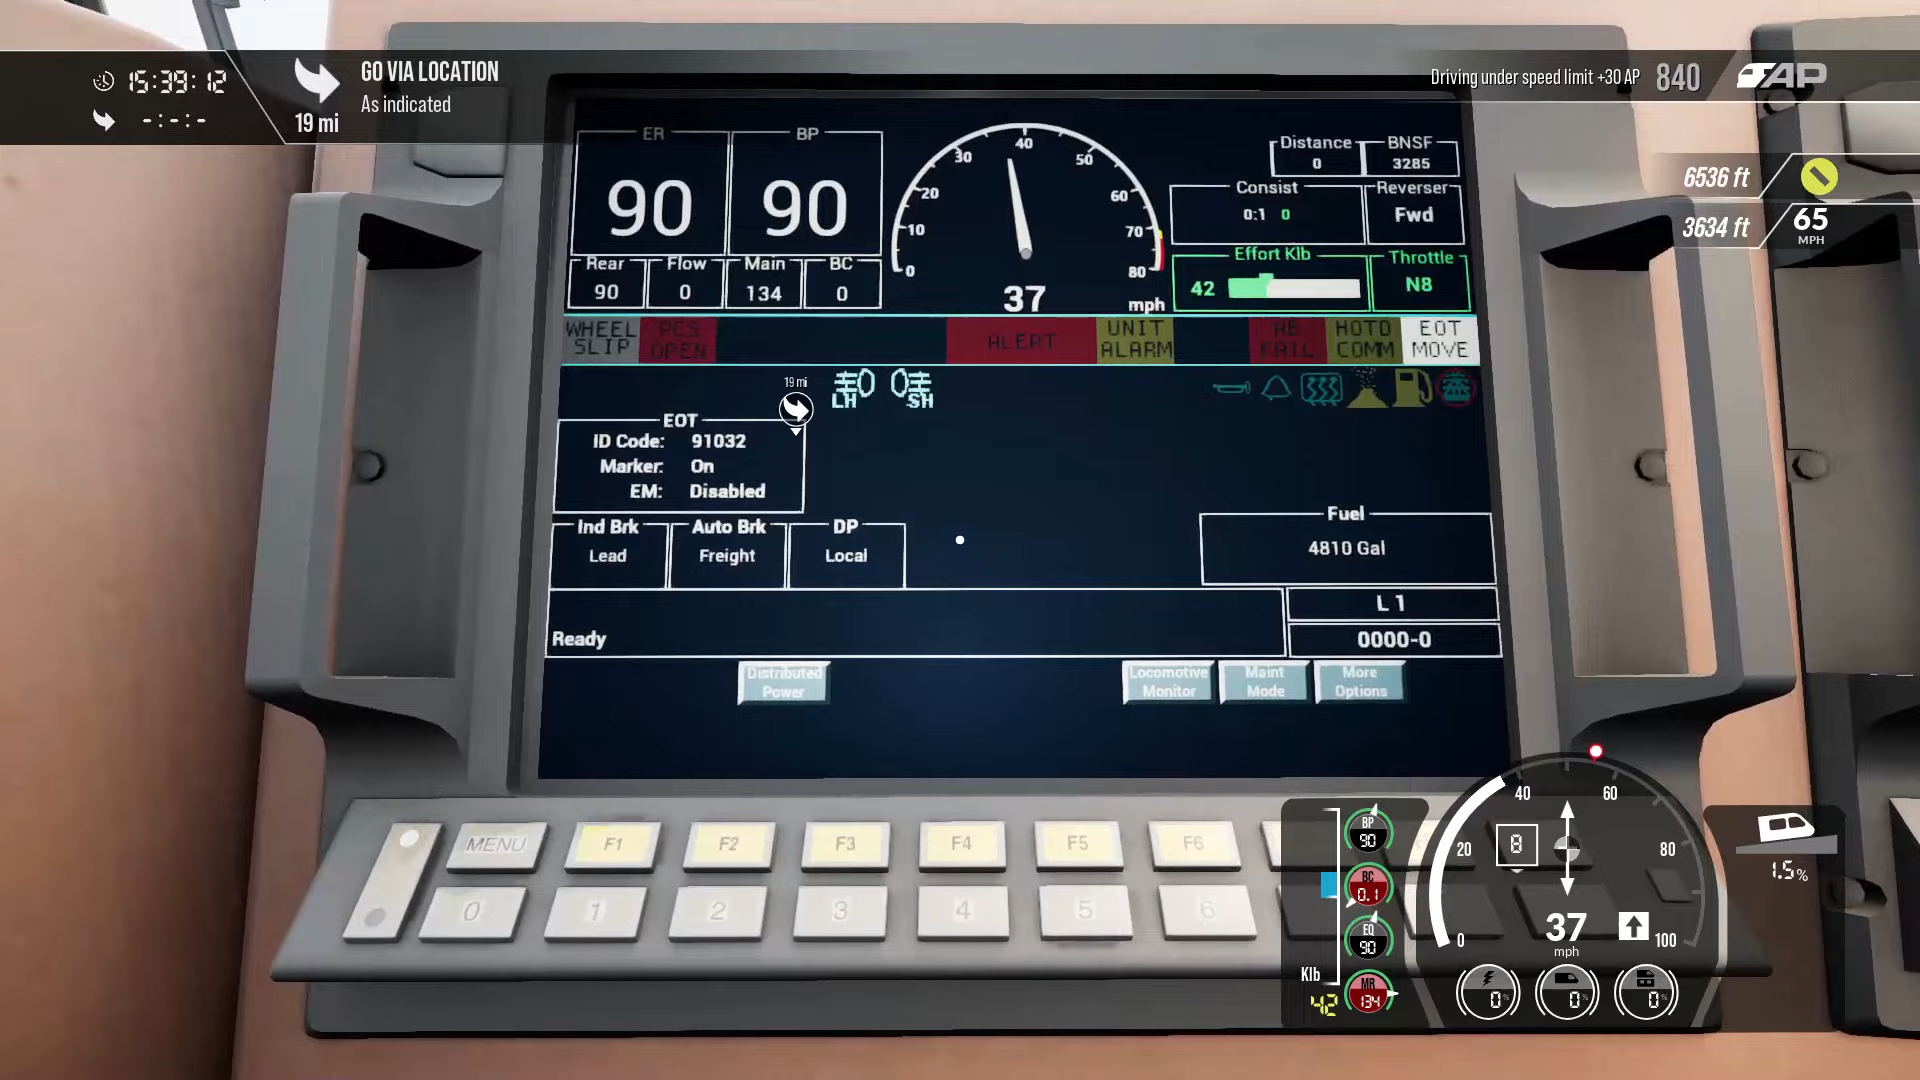 15:39:12
-:-:-
19 mi
GO VIA LOCATION
As indicated
Driving under speed limit +30 AP
840
AP
6536 ft
3634 ft
65
MPH
ER
90
BP
90
Rear
90
Flow
0
Main
134
BC
0
0
10
20
30
40
50
60
70
80
37
mph
Distance
0
BNSF
3285
Consist
0:1 0
Reverser
Fwd
Effort Klb
42
Throttle
N8
WHEEL
SLIP
PCS
OPEN
ALERT
UNIT
ALARM
FAIL
HOTD
COMM
EOT
MOVE
19 mi
LH
SH
EOT
ID Code: 91032
Marker: On
EM: Disabled
Ind Brk
Lead
Auto Brk
Freight
DP
Local
Fuel
4810 Gal
Ready
L 1
0000-0
Distributed
Power
Locomotive
Monitor
Maint
Mode
More
Options
MENU
F1
F2
F3
F4
F5
F6
0
1
2
3
4
5
6
Klb
42
BP
90
BC
0.1
EQ
90
MR
134
0
20
40
60
80
100
8
37
mph
0%
0%
0%
1.5%